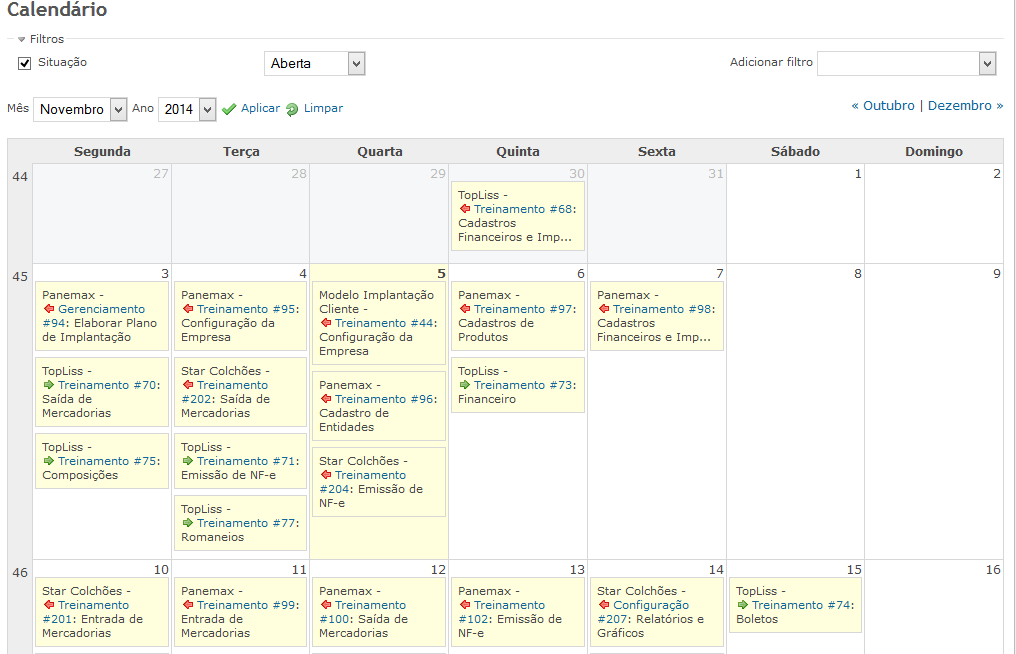 Calendário
Filtros
Situação
Aberta
Adicionar filtro
Mês
Novembro
Ano
2014
Aplicar
Limpar
« Outubro | Dezembro »
Segunda
Terça
Quarta
Quinta
Sexta
Sábado
Domingo
44
27
28
29
30
TopLiss -
Treinamento #68:
Cadastros
Financeiros e Imp...
31
1
2
45
3
Panemax -
Gerenciamento
#94: Elaborar Plano
de Implantação
TopLiss -
Treinamento #70:
Saída de
Mercadorias
TopLiss -
Treinamento #75:
Composições
4
Panemax -
Treinamento #95:
Configuração da
Empresa
Star Colchões -
Treinamento
#202: Saída de
Mercadorias
TopLiss -
Treinamento #71:
Emissão de NF-e
TopLiss -
Treinamento #77:
Romaneios
5
Modelo Implantação
Cliente -
Treinamento #44:
Configuração da
Empresa
Panemax -
Treinamento #96:
Cadastro de
Entidades
Star Colchões -
Treinamento
#204: Emissão de
NF-e
6
Panemax -
Treinamento #97:
Cadastros de
Produtos
TopLiss -
Treinamento #73:
Financeiro
7
Panemax -
Treinamento #98:
Cadastros
Financeiros e Imp...
8
9
46
10
Star Colchões -
Treinamento
#201: Entrada de
Mercadorias
11
Panemax -
Treinamento #99:
Entrada de
Mercadorias
12
Panemax -
Treinamento
#100: Saída de
Mercadorias
13
Panemax -
Treinamento
#102: Emissão de
NF-e
14
Star Colchões -
Configuração
#207: Relatórios e
Gráficos
15
TopLiss -
Treinamento #74:
Boletos
16